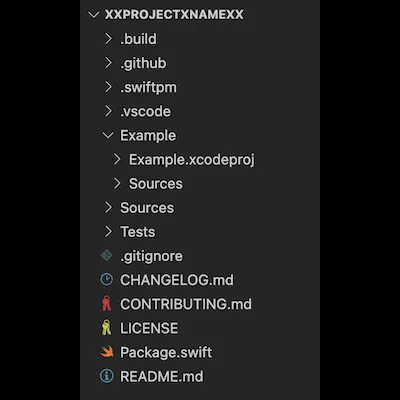 XXPROJECTXNAMEXX
.build
.github
.swiftpm
.vscode
Example
Example.xcodeproj
Sources
Sources
Tests
.gitignore
CHANGELOG.md
CONTRIBUTING.md
LICENSE
Package.swift
README.md